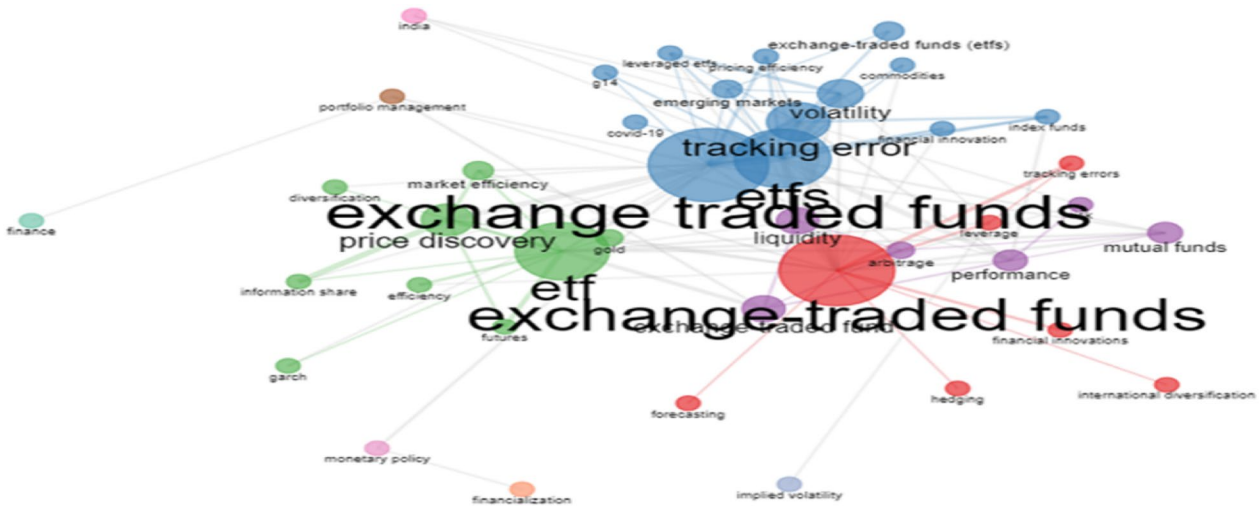 india
exchange-traded funds (etfs)
leveraged etfs
pricing efficiency
commodities
g14
portfolio management
emerging markets
volatility
covid-19
financial innovation
index funds
tracking error
tracking errors
market efficiency
diversification
etfs
exchange traded funds
finance
price discovery
gold
liquidity
leverage
mutual funds
arbitrage
performance
information share
efficiency
etf
exchange-traded funds
exchange traded fund
futures
financial innovations
garch
forecasting
hedging
international diversification
monetary policy
financialization
implied volatility